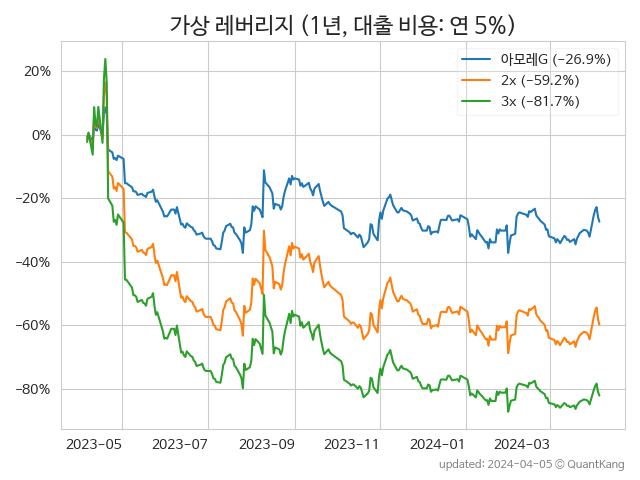 가상 레버리지 (1년, 대출 비용: 연 5%)
아모레G (−26.9%)
2x (−59.2%)
3x (−81.7%)
20%
0%
−20%
−40%
−60%
−80%
2023-05 2023-07 2023-09 2023-11 2024-01 2024-03
updated: 2024-04-05 © QuantKang